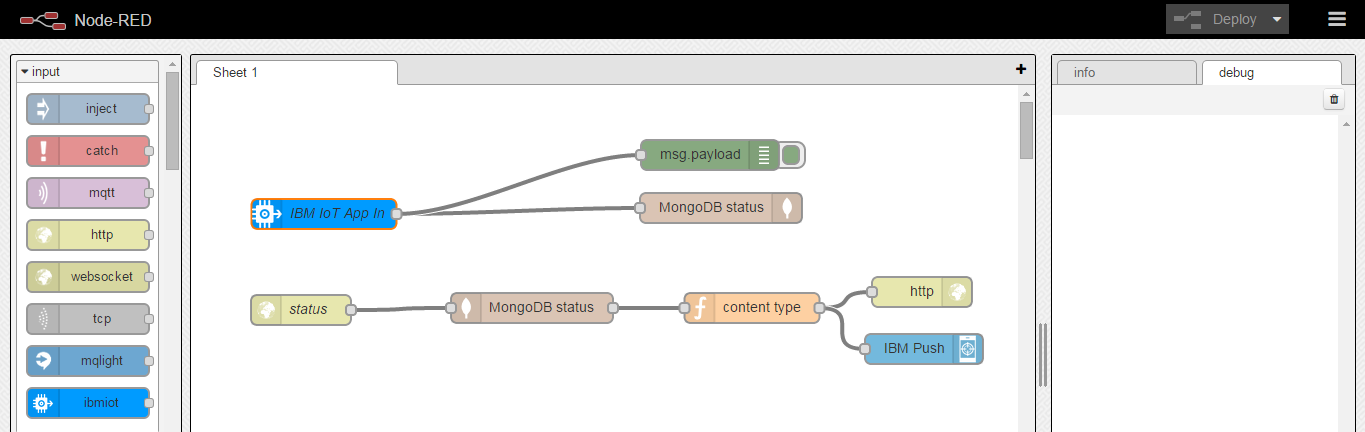 Node-RED
Deploy
input
inject
catch
mqtt
http
websocket
tcp
mqlight
ibmiot
Sheet 1
+
msg.payload
IBM IoT App In
MongoDB status
status
MongoDB status
content type
http
IBM Push
info
debug